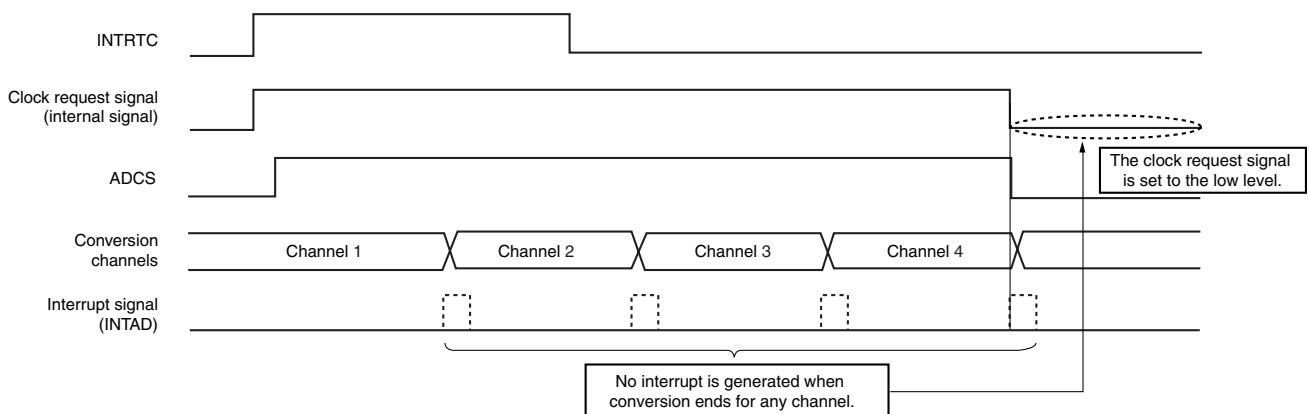 INTRTC
Clock request signal
(internal signal)
The clock request signal
is set to the low level.
ADCS
Conversion
channels
Channel 1
Channel 2
Channel 3
Channel 4
Interrupt signal
(INTAD)
No interrupt is generated when
conversion ends for any channel.